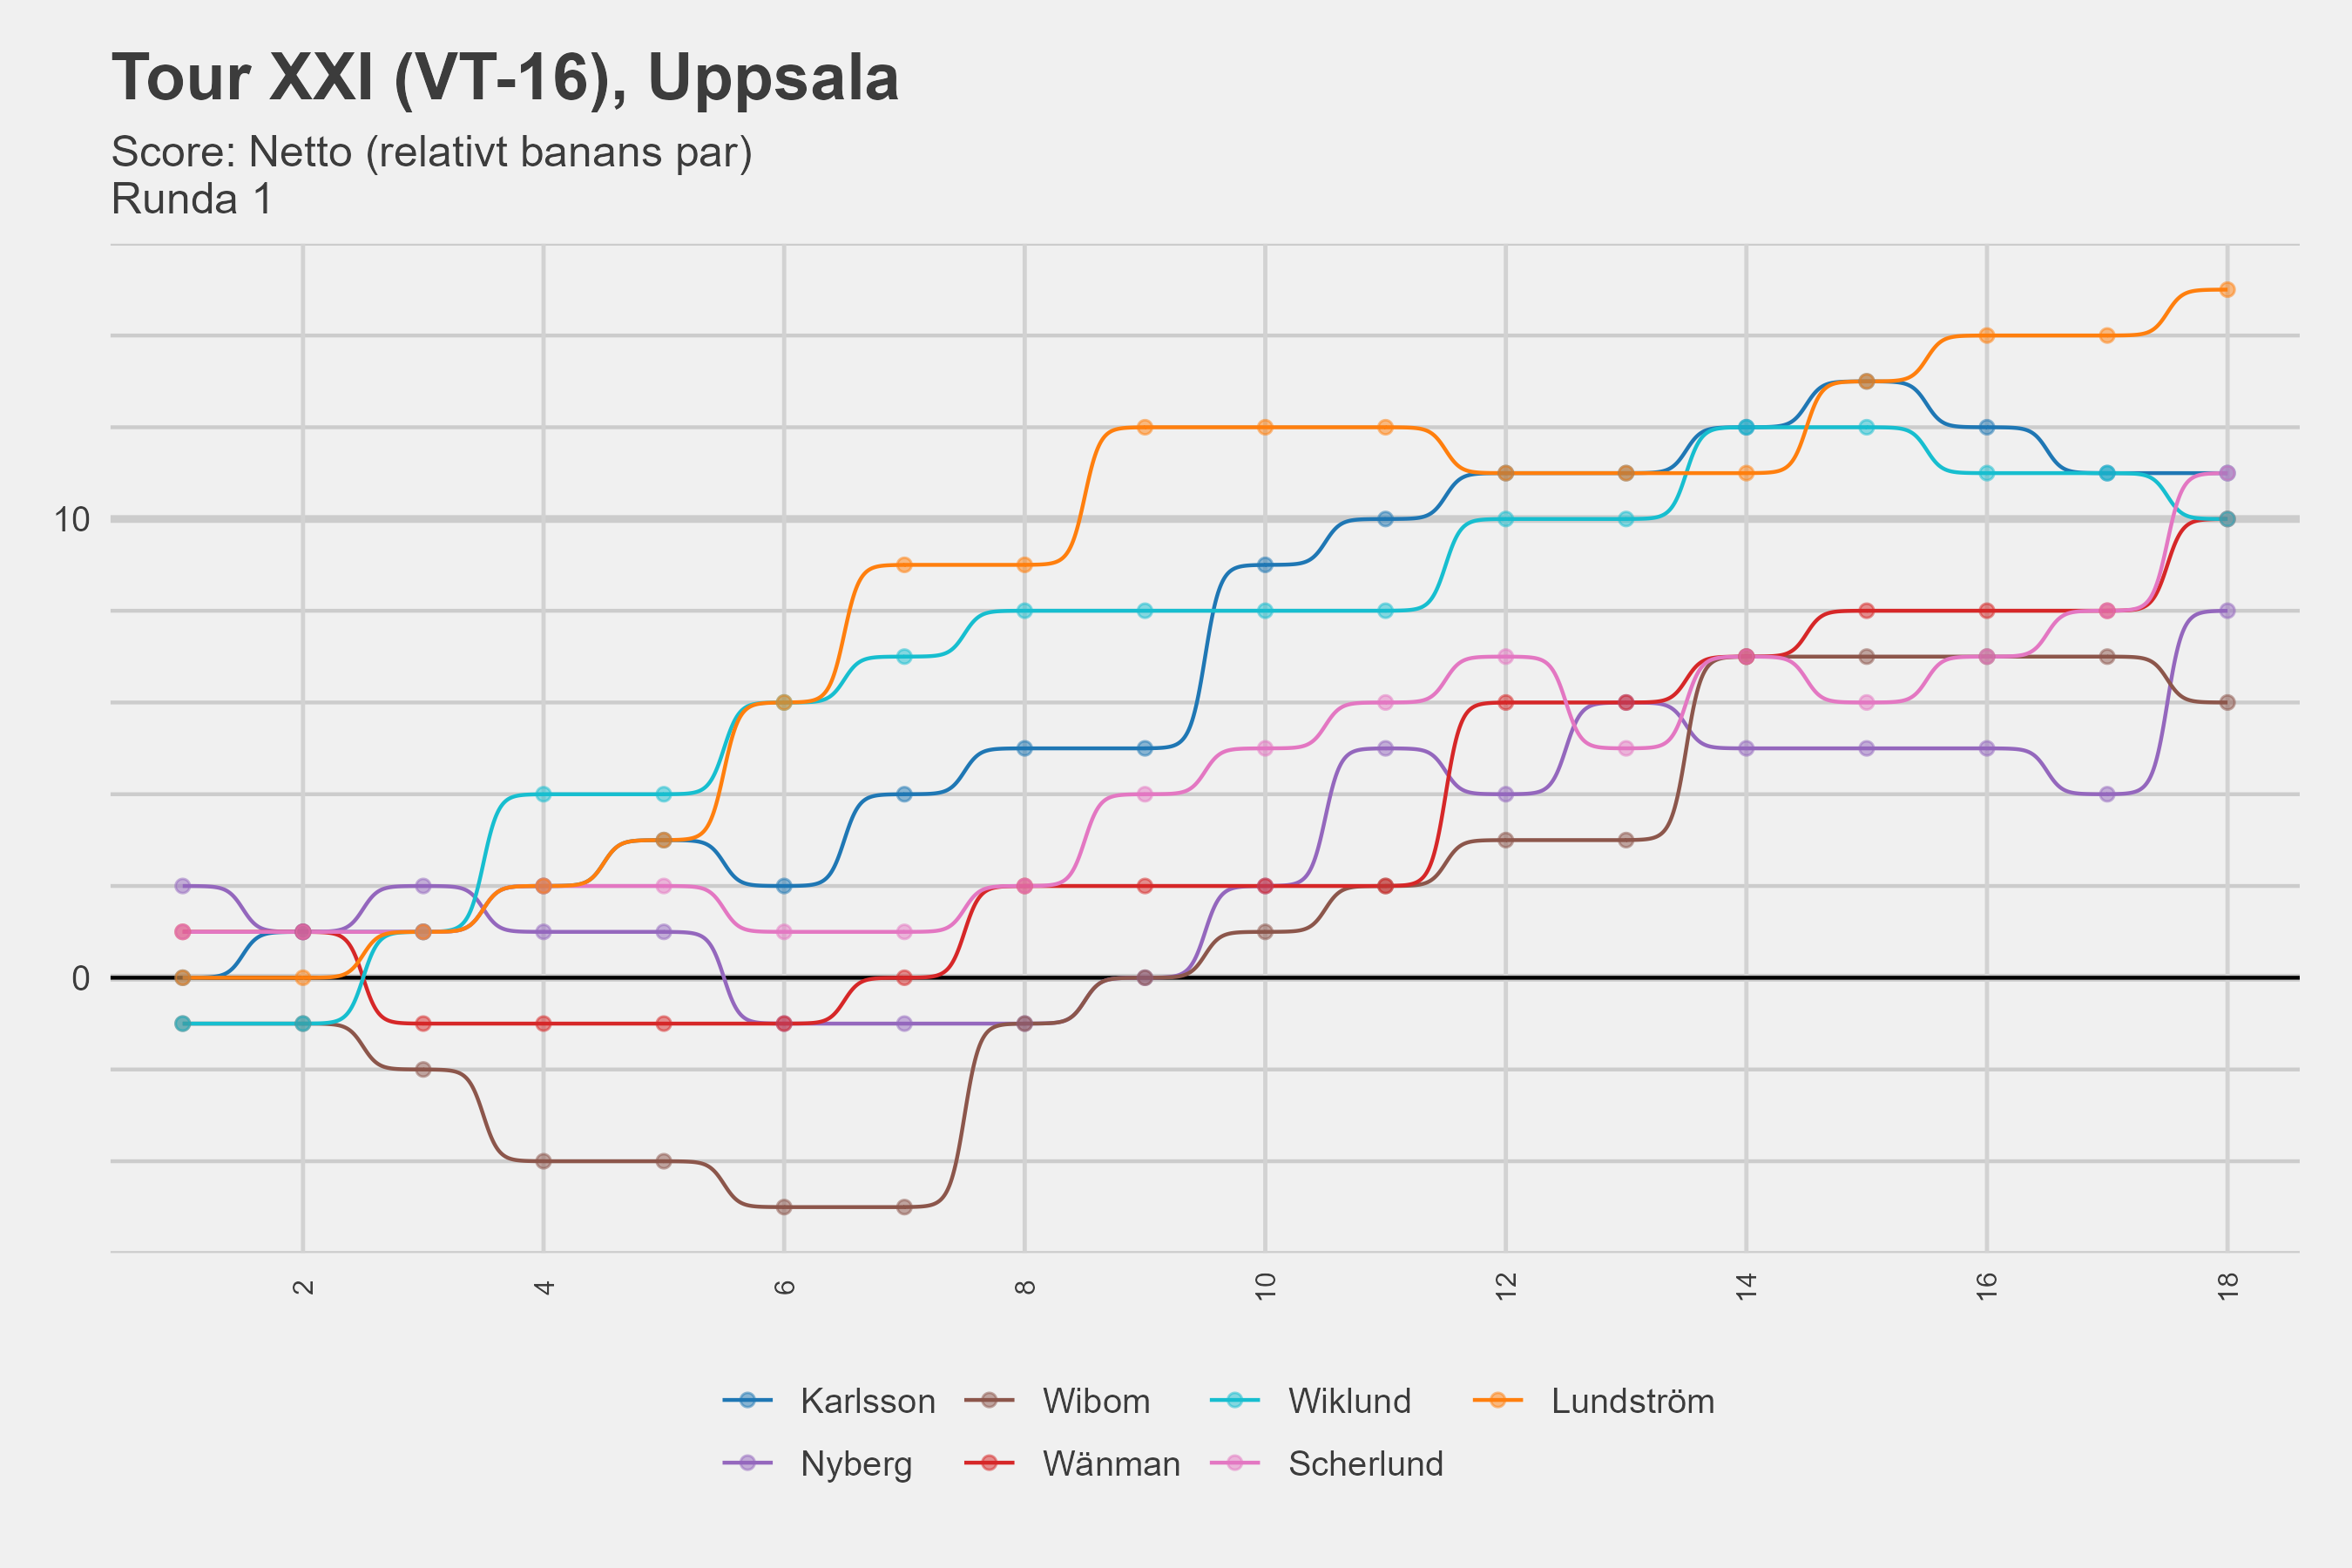 Tour XXI (VT-16), Uppsala
Score: Netto (relativt banans par)
Runda 1
10
0
2 4 6 8 10 12 14 16 18
Karlsson Wibom Wiklund Lundström
Nyberg Wänman Scherlund